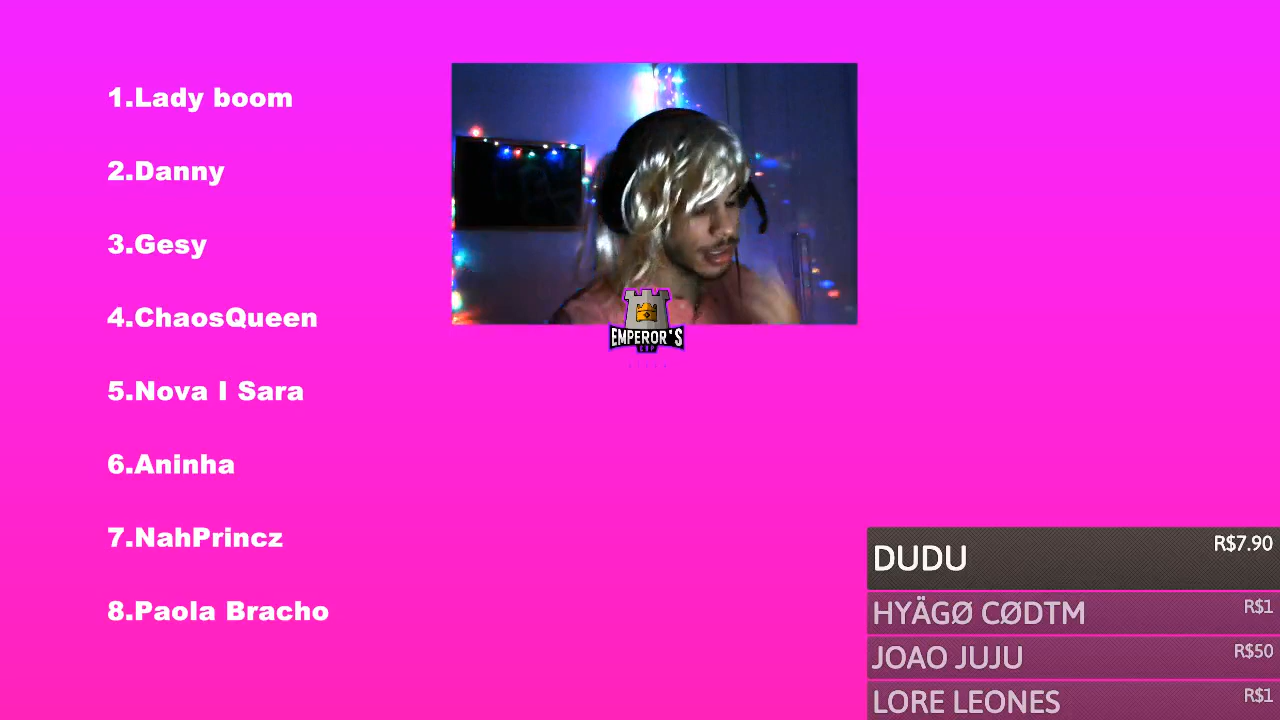 1.Lady boom
2.Danny
3.Gesy
4.ChaosQueen
5.Nova I Sara
6.Aninha
7.NahPrincz
8.Paola Bracho
EMPEROR'S
CUP
DUDU R$7.90
HYÄGØ CØDTM R$1
JOAO JUJU R$50
LORE LEONES R$1